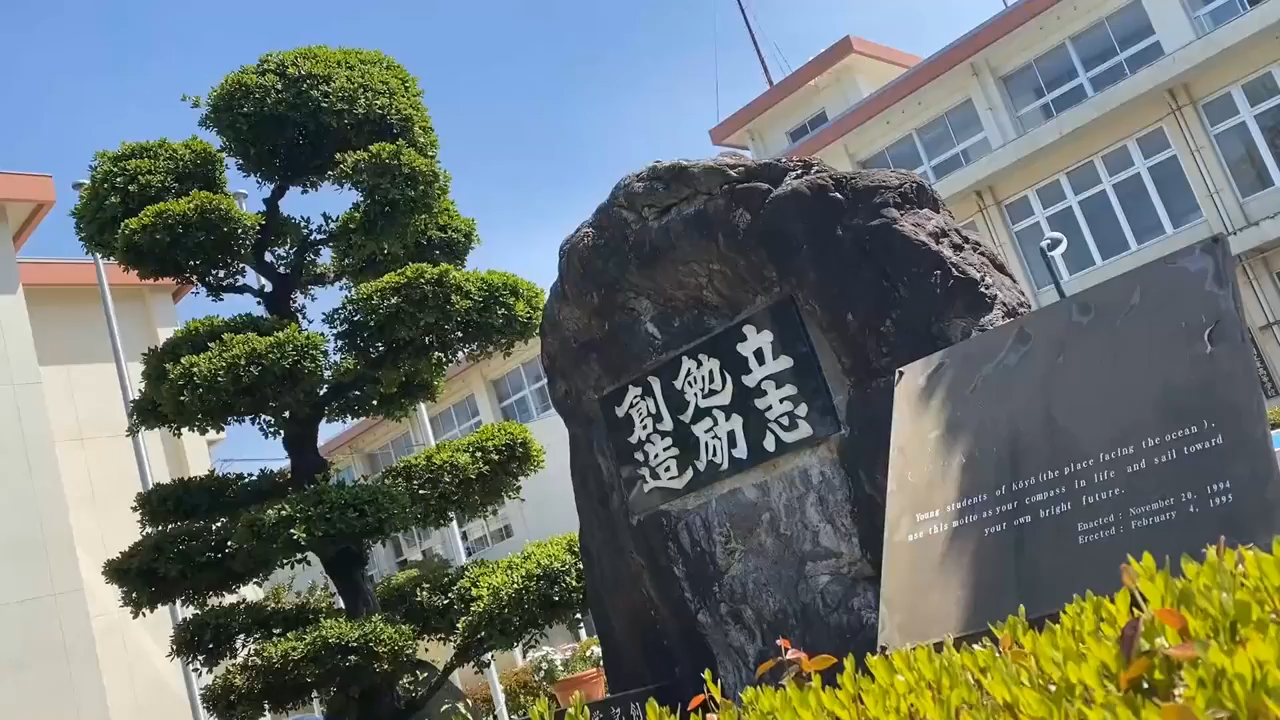 立志
勉励
創造
Young students of Kōyō (the place facing the ocean),
use this motto as your compass in life and sail toward
your own bright future.
Enacted : November 20, 1994
Erected : February 4, 1995